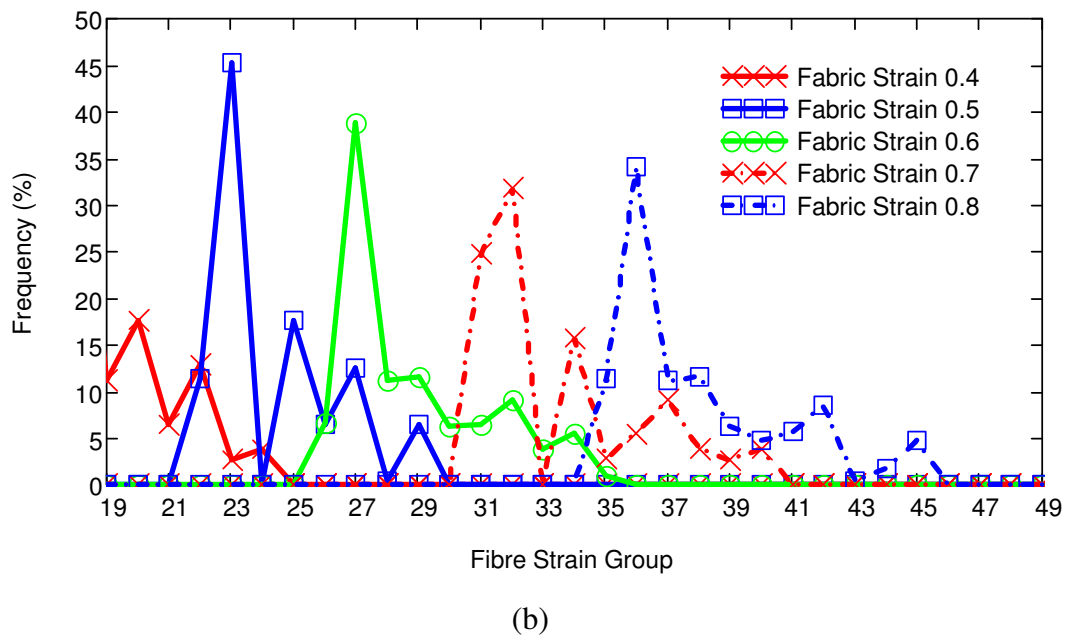 50
45
40
35
30
25
20
15
10
5
0
Frequency (%)
Fabric Strain 0.4
Fabric Strain 0.5
Fabric Strain 0.6
Fabric Strain 0.7
Fabric Strain 0.8
19 21 23 25 27 29 31 33 35 37 39 41 43 45 47 49
Fibre Strain Group
(b)